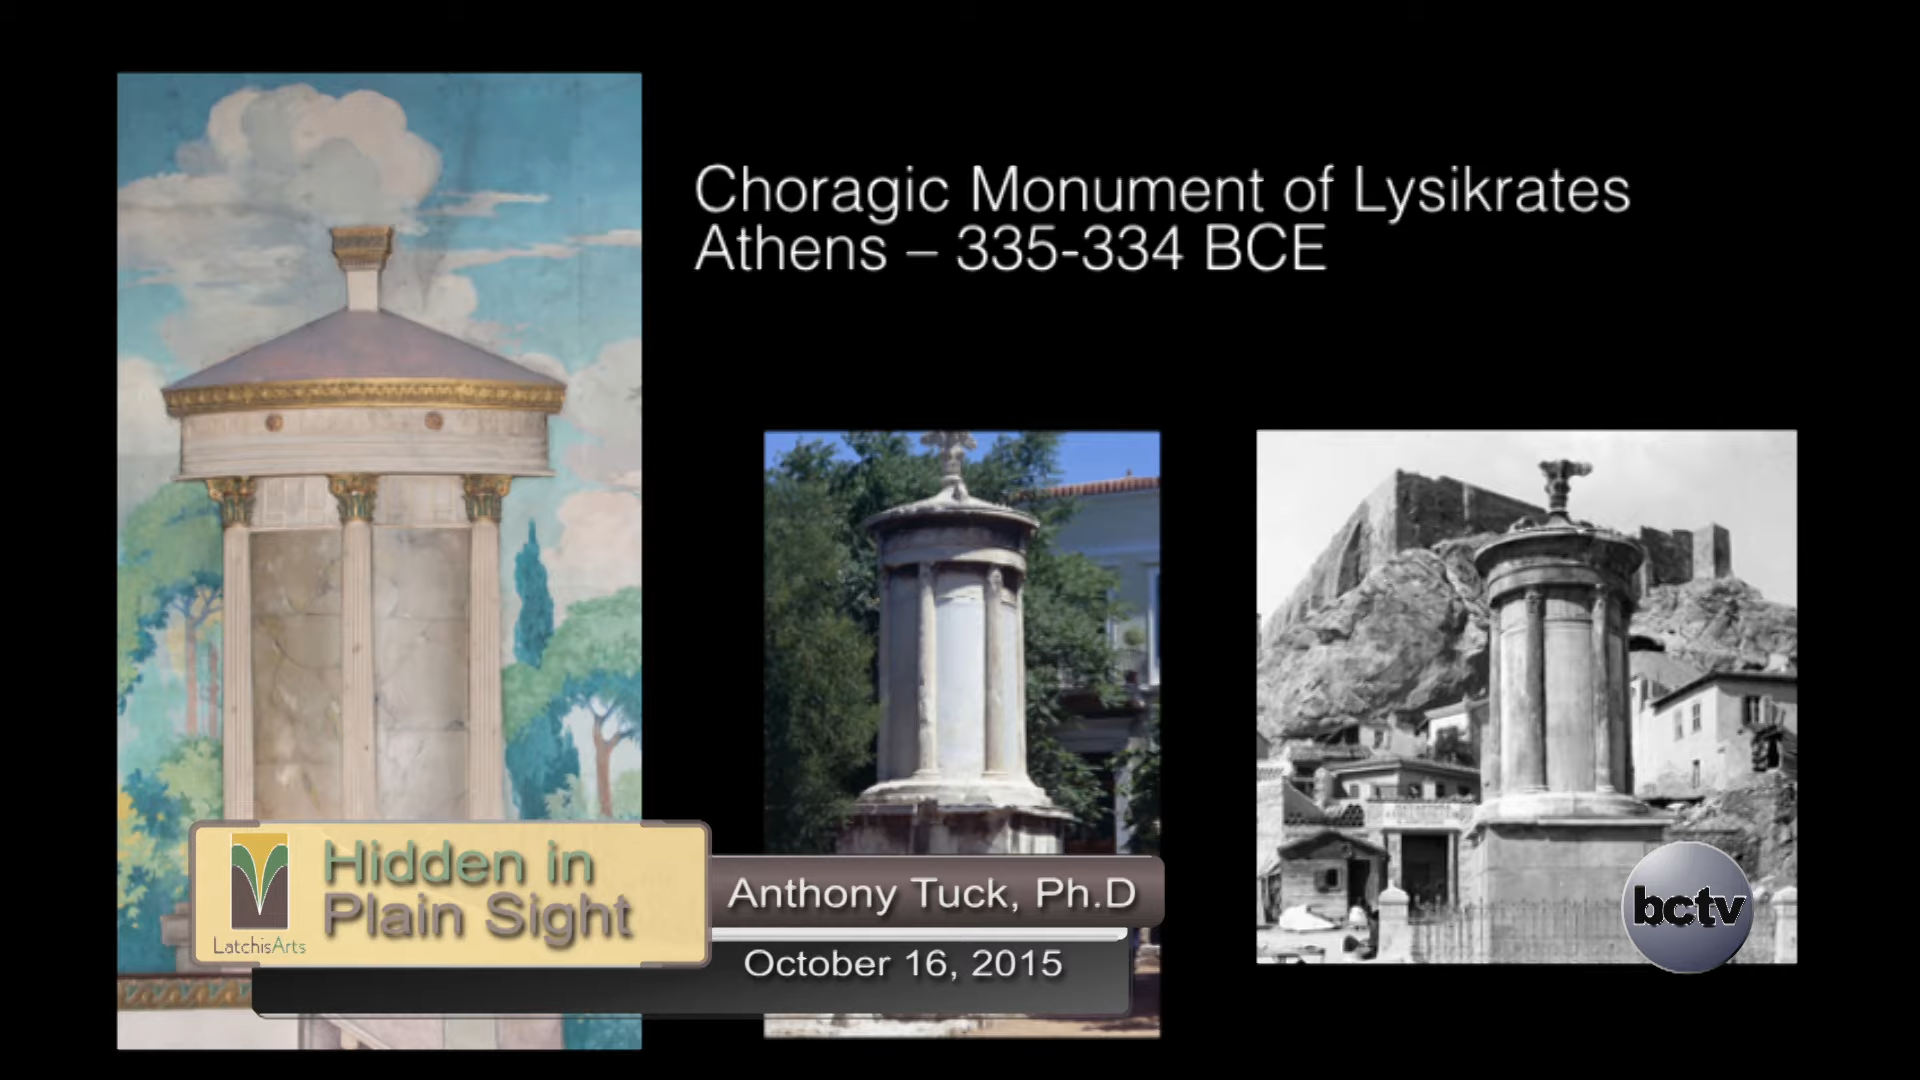 Choragic Monument of Lysikrates
Athens – 335-334 BCE
Hidden in
Plain Sight
LatchisArts
Anthony Tuck, Ph.D
October 16, 2015
bctv